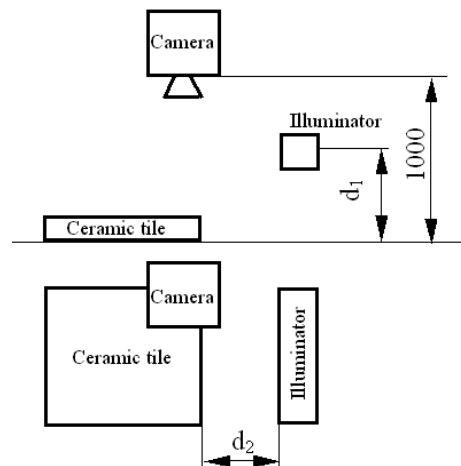 Camera
Illuminator
1000
d₁
Ceramic tile
Camera
Ceramic tile
Illuminator
d₂